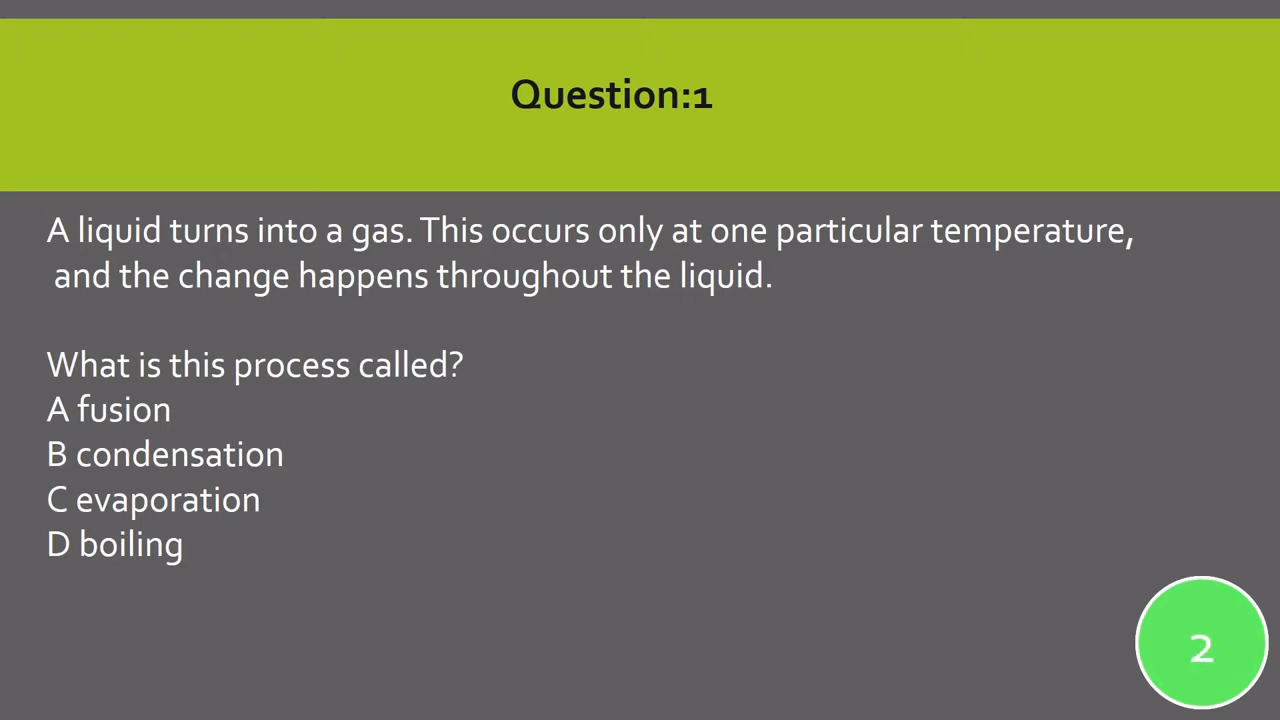 Question:1
A liquid turns into a gas. This occurs only at one particular temperature,
and the change happens throughout the liquid.
What is this process called?
A fusion
B condensation
C evaporation
D boiling
2